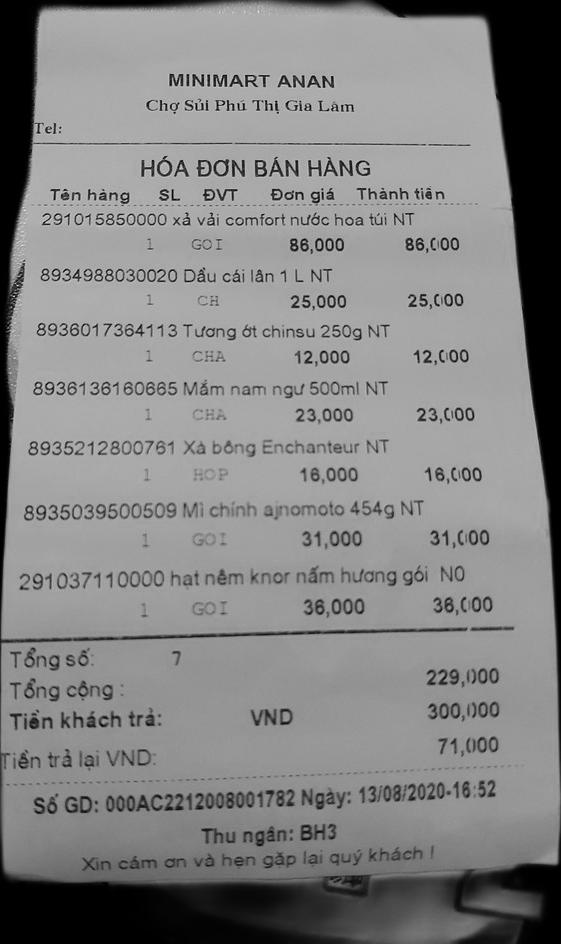 MINIMART ANAN
Chợ Sủi Phú Thị Gia Lâm
Tel:
HÓA ĐƠN BÁN HÀNG
Tên hàng SL ĐVT Đơn giá Thành tiền
291015850000 xả vải comfort nước hoa túi NT
1 GOI 86,000 86,000
8934988030020 Dầu cái lân 1 L NT
1 CH 25,000 25,000
8936017364113 Tương ớt chinsu 250g NT
1 CHA 12,000 12,000
8936136160665 Mắm nam ngư 500ml NT
1 CHA 23,000 23,000
8935212800761 Xà bông Enchanteur NT
1 HOP 16,000 16,000
8935039500509 Mì chính ajnomoto 454g NT
1 GOI 31,000 31,000
291037110000 hạt nêm knor nấm hương gói N0
1 GOI 36,000 36,000
Tổng số: 7
Tổng cộng : 229,000
Tiền khách trả: VND 300,000
Tiền trả lại VND: 71,000
Số GD: 000AC2212008001782 Ngày: 13/08/2020-16:52
Thu ngân: BH3
Xin cám ơn và hẹn gặp lại quý khách !